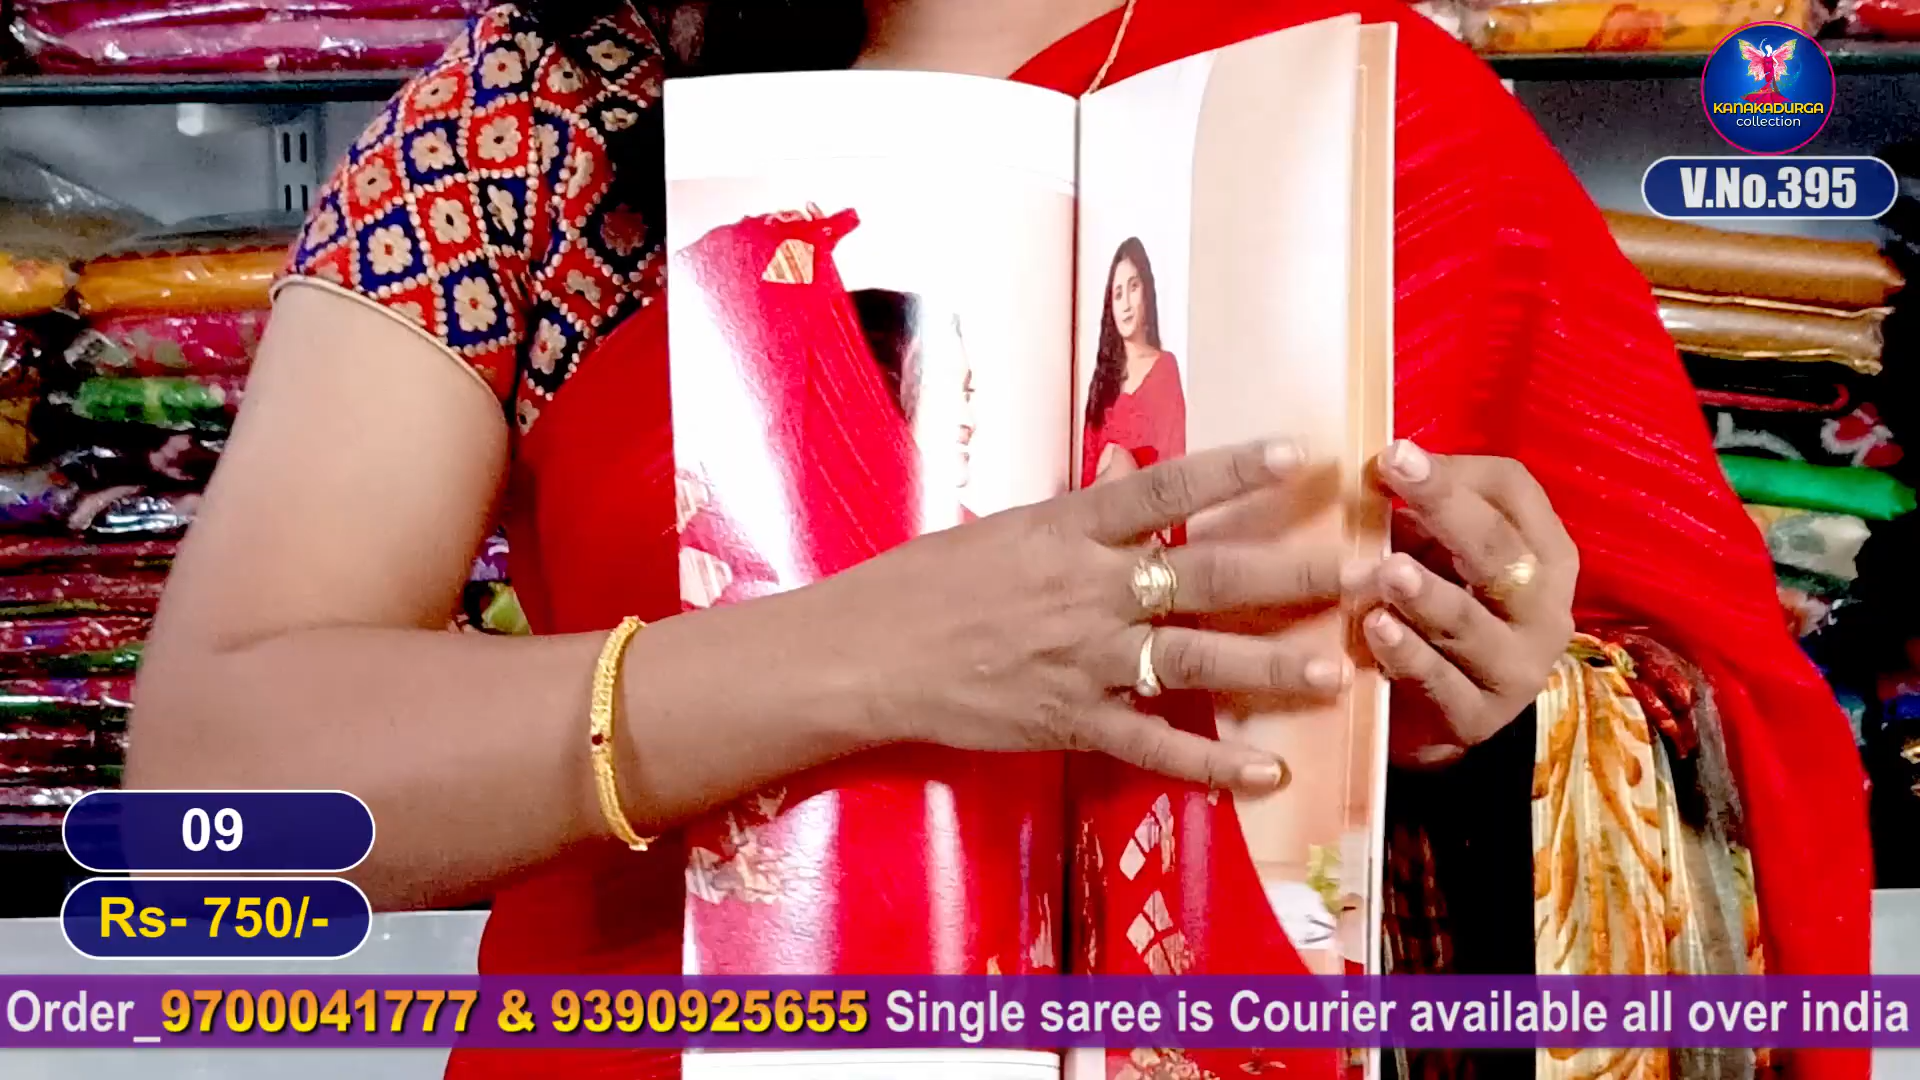 KANAKADURGA
collection
V.No.395
09
Rs- 750/-
Order_9700041777 & 9390925655 Single saree is Courier available all over india